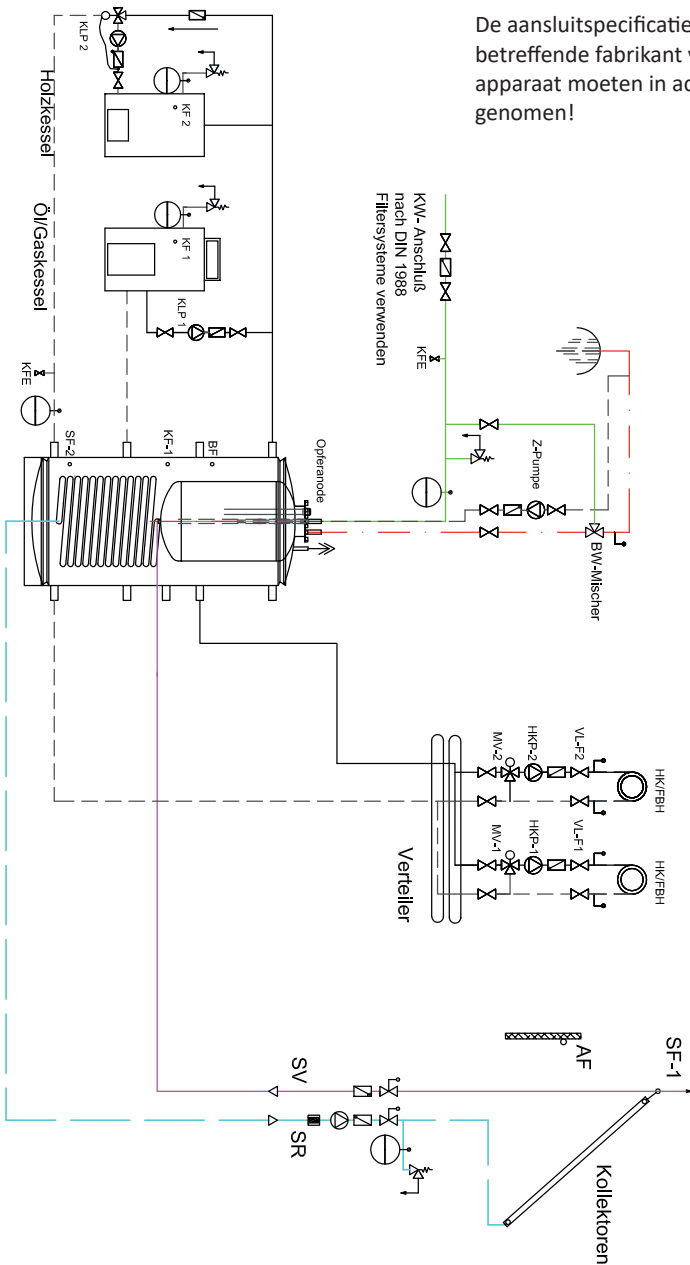 De aansluitspecificatie
betreffende fabrikant v
apparaat moeten in ac
genomen!
KLP 2
KF 2
Holzkessel
KF 1
Öl/Gaskessel
KLP 1
KFE
KW- Anschluß
nach DIN 1988
Filtersysteme verwenden
KFE
Z-Pumpe
BW-Mischer
Opferanode
BF
KF-1
SF-2
HK/FBH
VL-F2
HKP-2
MV-2
HK/FBH
VL-F1
HKP-1
MV-1
Verteiler
AF
SF-1
SV
SR
Kollektoren